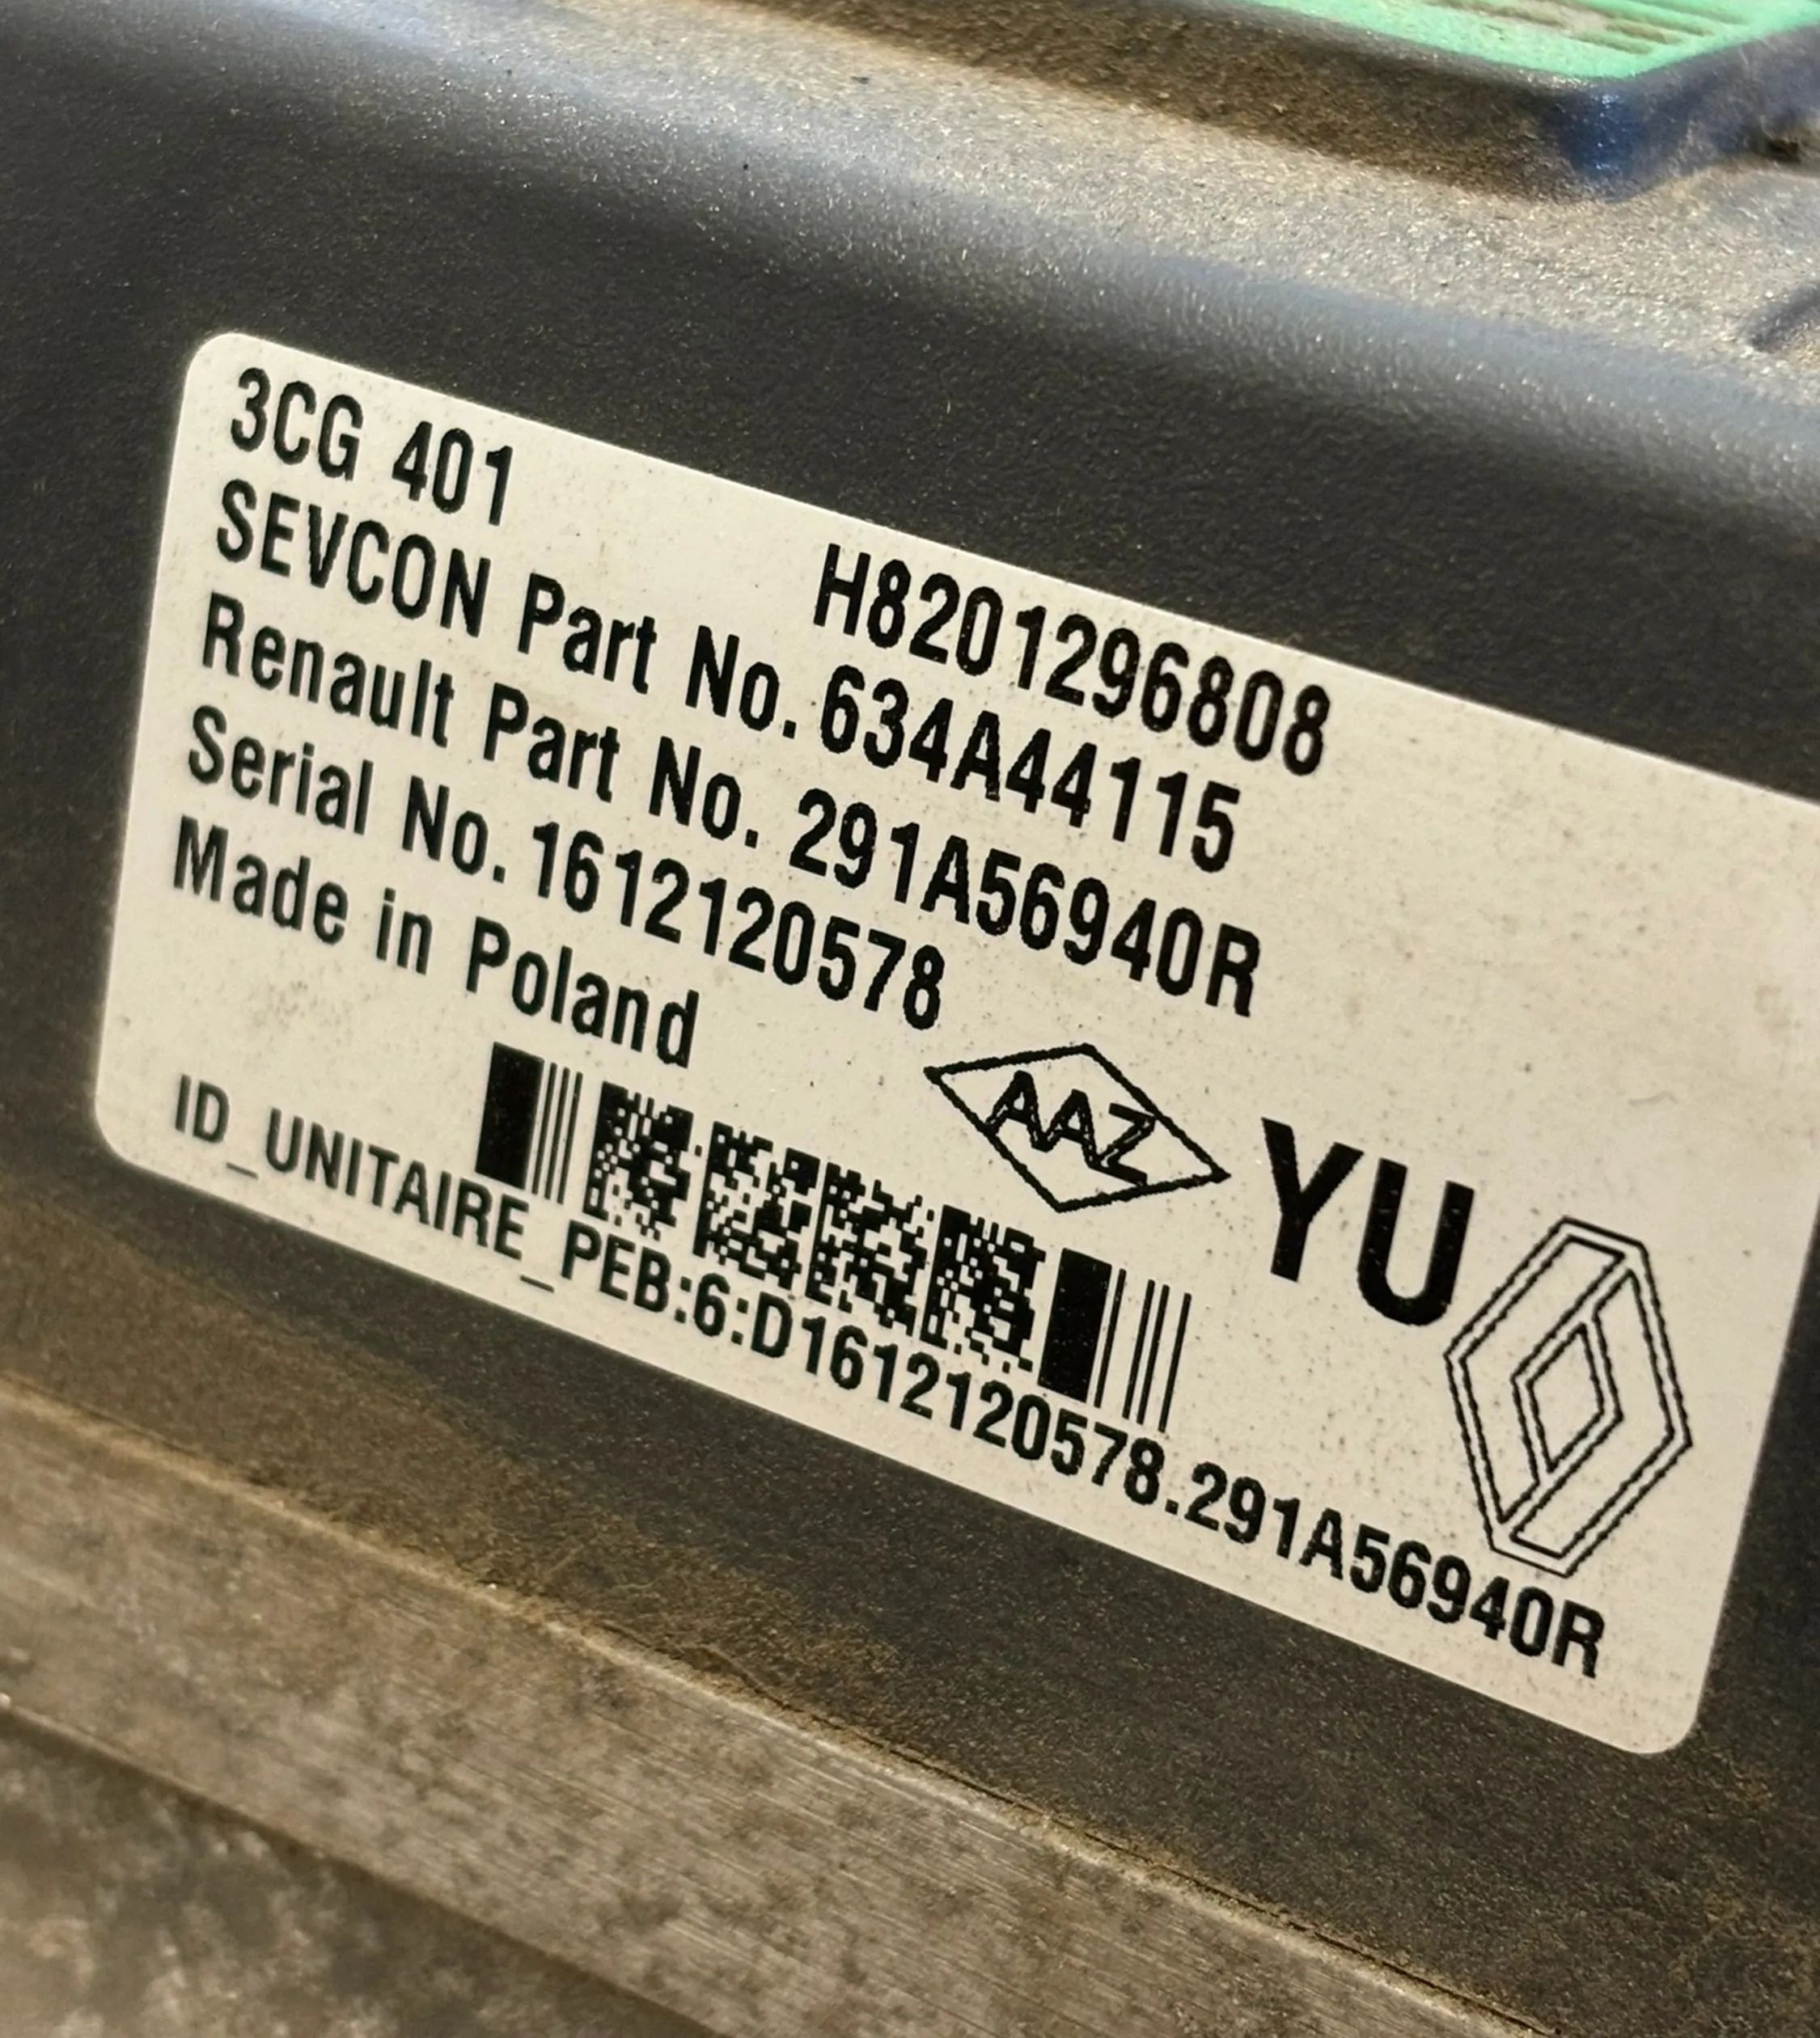 3CG 401
H8201296808
SEVCON Part No. 634A44115
Renault Part No. 291A56940R
Serial No. 1612120578
Made in Poland
AAZ YU
ID_UNITAIRE_PEB:6:D1612120578.291A56940R